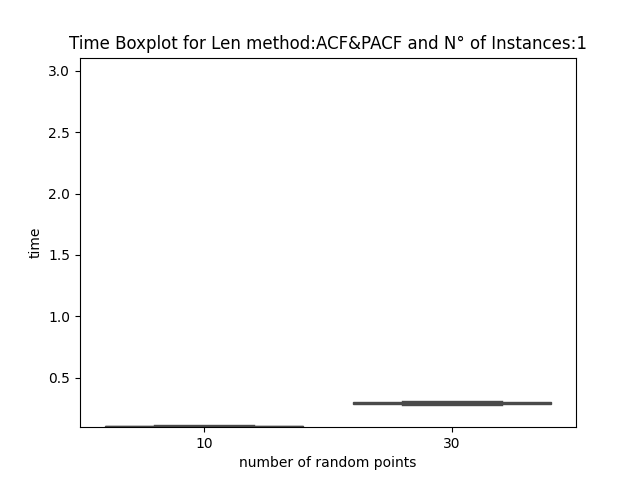 Time Boxplot for Len method:ACF&PACF and N° of Instances:1
3.0
2.5
2.0
1.5
1.0
0.5
time
10 30
number of random points